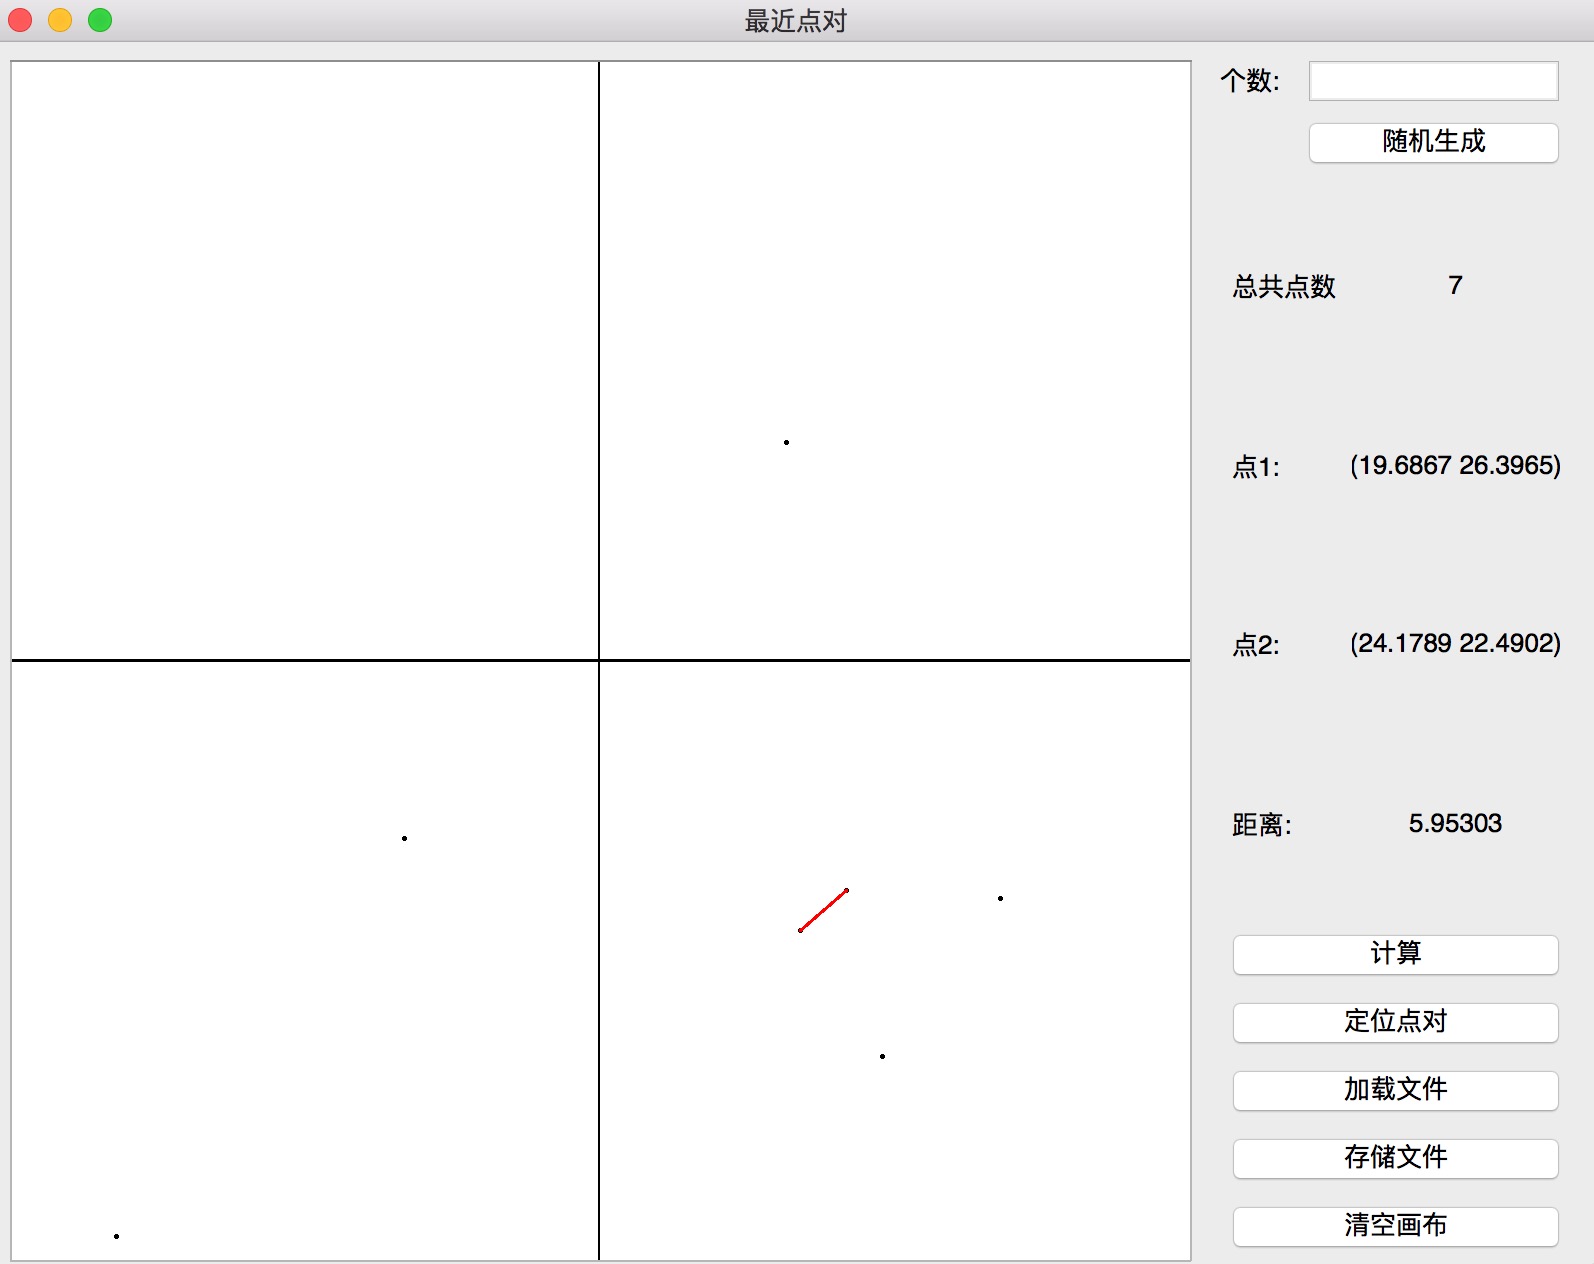 最近点对
个数:
随机生成
总共点数 7
点1: (19.6867 26.3965)
点2: (24.1789 22.4902)
距离: 5.95303
计算
定位点对
加载文件
存储文件
清空画布